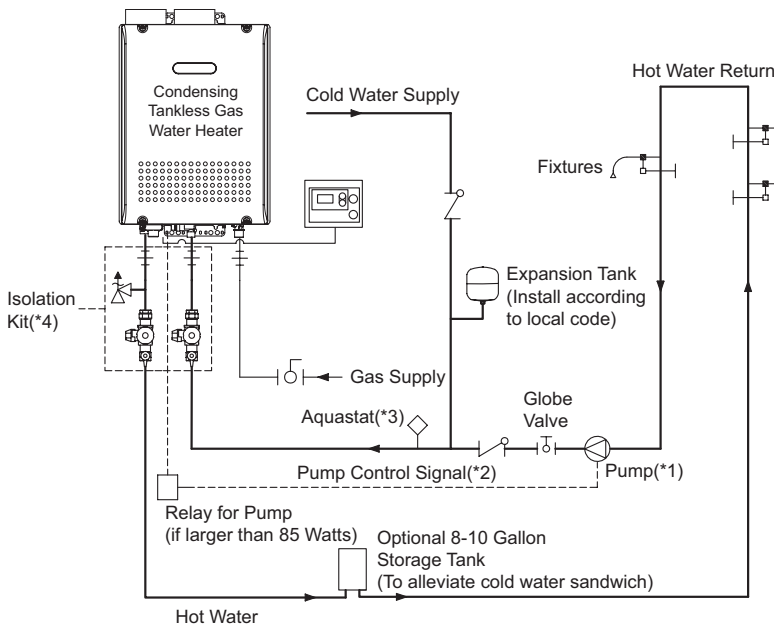 Hot Water Return
Condensing
Tankless Gas
Water Heater
Cold Water Supply
Fixtures
Expansion Tank
(Install according
to local code)
Isolation
Kit(*4)
Gas Supply
Globe
Valve
Aquastat(*3)
Pump Control Signal(*2)
Pump(*1)
Relay for Pump
(if larger than 85 Watts)
Optional 8-10 Gallon
Storage Tank
(To alleviate cold water sandwich)
Hot Water